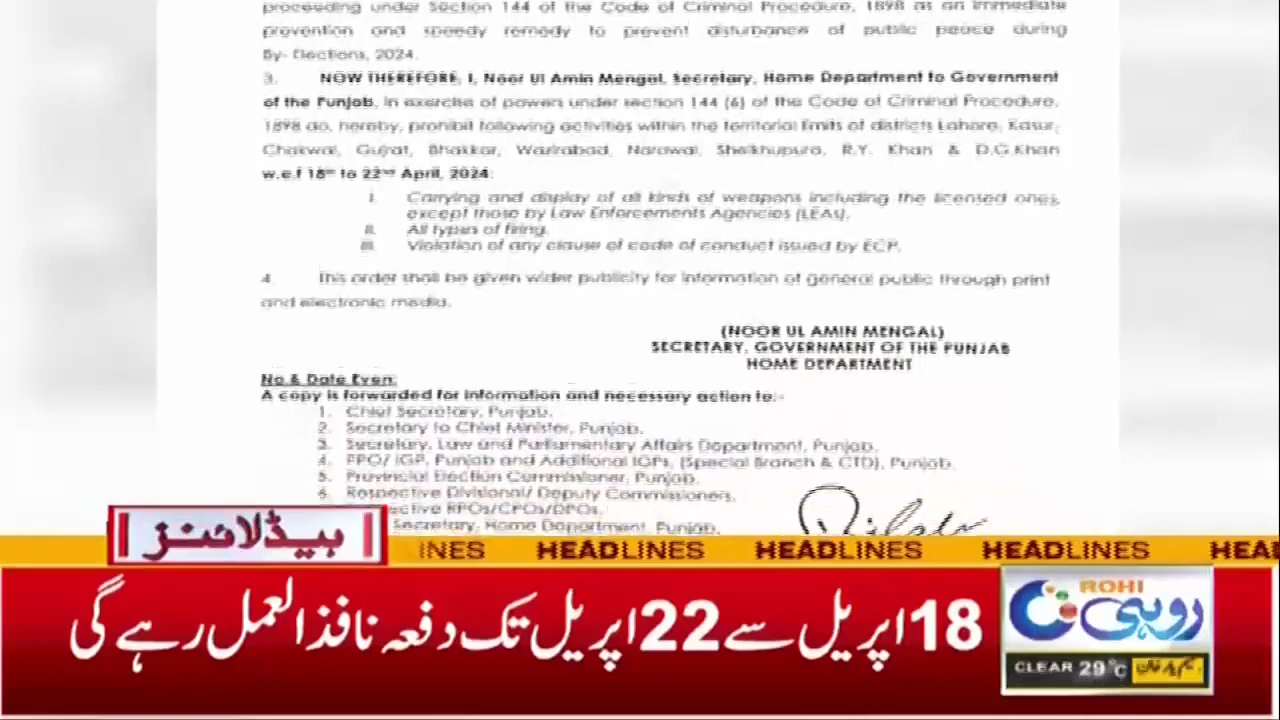 proceeding under Section 144 of the Code of Criminal Procedure, 1898 as an immediate
prevention and speedy remedy to prevent disturbance of public peace during
By- Elections, 2024.
3. NOW THEREFORE, I, Noor Ul Amin Mengal, Secretary, Home Department to Government
of the Punjab, in exercise of powers under section 144 (6) of the Code of Criminal Procedure,
1898 do, hereby, prohibit following activities within the territorial limits of districts Lahore, Kasur,
Chakwal, Gujrat, Bhakkar, Wazirabad, Narowal, Sheikhupura, R.Y. Khan & D.G.Khan
w.e.f 18th to 22nd April, 2024:
I. Carrying and display of all kinds of weapons including the licensed ones,
except those by Law Enforcements Agencies (LEAs).
II. All types of firing.
III. Violation of any clause of code of conduct issued by ECP.
4. This order shall be given wider publicity for information of general public through print
and electronic media.
(NOOR UL AMIN MENGAL)
SECRETARY, GOVERNMENT OF THE PUNJAB
HOME DEPARTMENT
No & Date Even:
A copy is forwarded for information and necessary action to:-
1. Chief Secretary, Punjab.
2. Secretary to Chief Minister, Punjab.
3. Secretary, Law and Parliamentary Affairs Department, Punjab.
4. PPO/ IGP, Punjab and Additional IGPs, (Special Branch & CTD), Punjab.
5. Provincial Election Commissioner, Punjab.
6. Respective Divisional/ Deputy Commissioners.
ective RPOs/CPOs/DPOs.
Secretary, Home Department, Punjab.
ہیڈلائنز
INES HEADLINES HEADLINES HEADLINES HEA
18 اپریل سے 22 اپریل تک دفعہ نافذالعمل رہے گی
ROHI
روہی
CLEAR 29°C رحیم یار خان